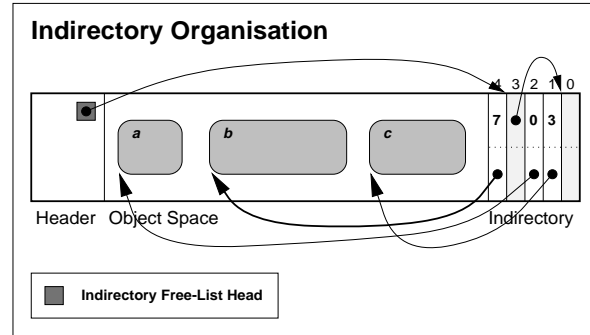 Indirectory Organisation
4 3 2 1 0
a b c 7 0 3
Header Object Space Indirectory
Indirectory Free-List Head